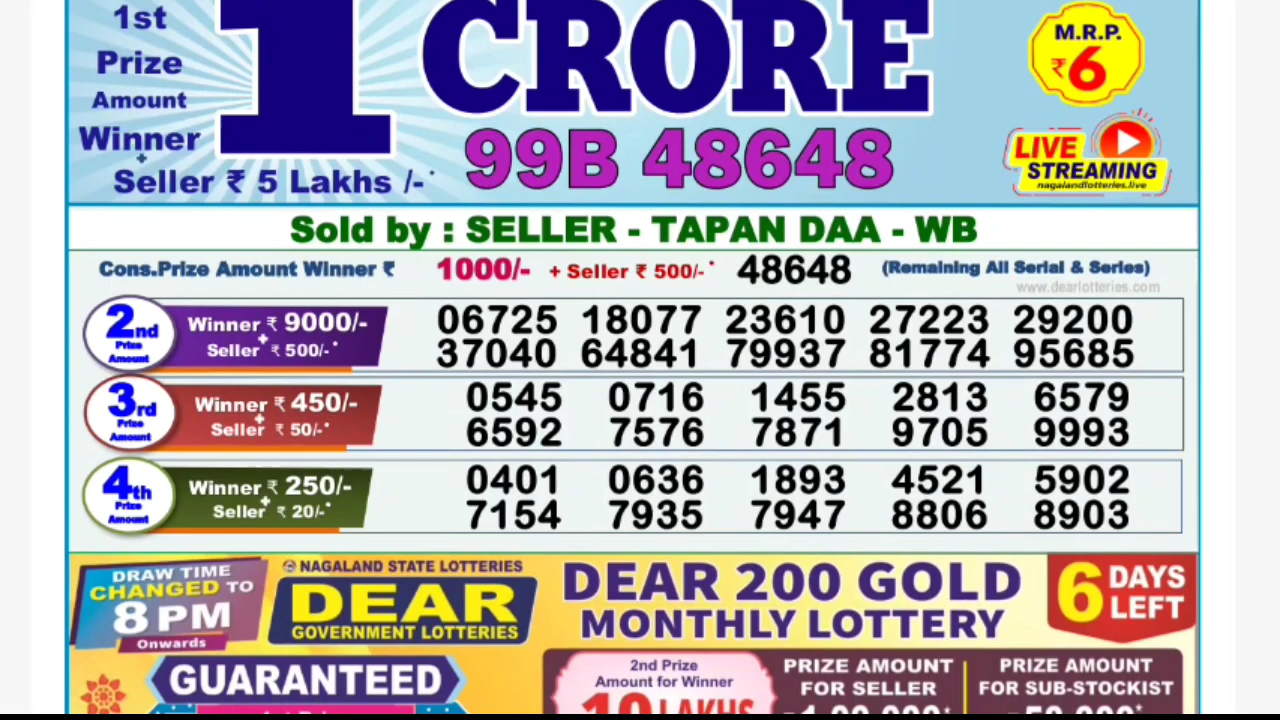 1st
Prize
Amount
Winner
+
Seller ₹ 5 Lakhs /-*
1 CRORE
99B 48648
M.R.P.
₹6
LIVE
STREAMING
nagalandlotteries.live
Sold by : SELLER - TAPAN DAA - WB
Cons.Prize Amount Winner ₹ 1000/- + Seller ₹ 500/-* 48648 (Remaining All Serial & Series)
www.dearlotteries.com
2nd Prize Amount
Winner ₹ 9000/-
+
Seller ₹ 500/-*
06725 18077 23610 27223 29200
37040 64841 79937 81774 95685
3rd Prize Amount
Winner ₹ 450/-
+
Seller ₹ 50/-*
0545 0716 1455 2813 6579
6592 7576 7871 9705 9993
4th Prize Amount
Winner ₹ 250/-
+
Seller ₹ 20/-*
0401 0636 1893 4521 5902
7154 7935 7947 8806 8903
DRAW TIME
CHANGED TO
8 PM
Onwards
NAGALAND STATE LOTTERIES
DEAR
GOVERNMENT LOTTERIES
DEAR 200 GOLD
MONTHLY LOTTERY
6 DAYS
LEFT
GUARANTEED
2nd Prize
Amount for Winner
10 LAKHS
PRIZE AMOUNT
FOR SELLER
PRIZE AMOUNT
FOR SUB-STOCKIST